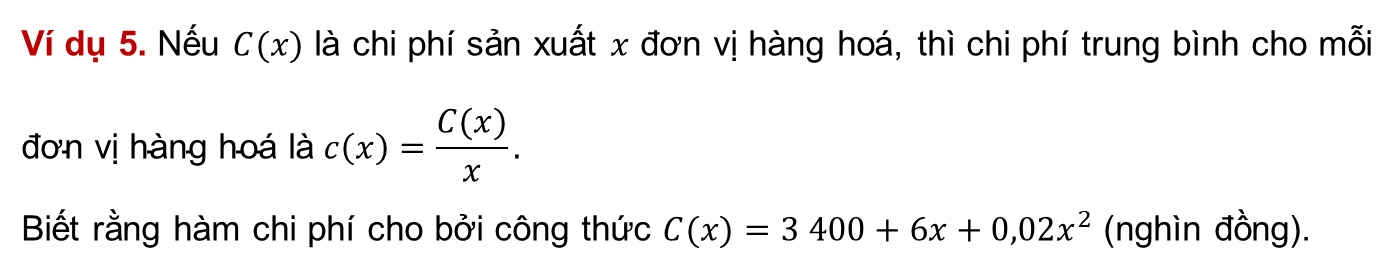 Ví dụ 5. Nếu C(x) là chi phí sản xuất x đơn vị hàng hoá, thì chi phí trung bình cho mỗi
đơn vị hàng hoá là c(x) = C(x)/x.
Biết rằng hàm chi phí cho bởi công thức C(x) = 3 400 + 6x + 0,02x² (nghìn đồng).